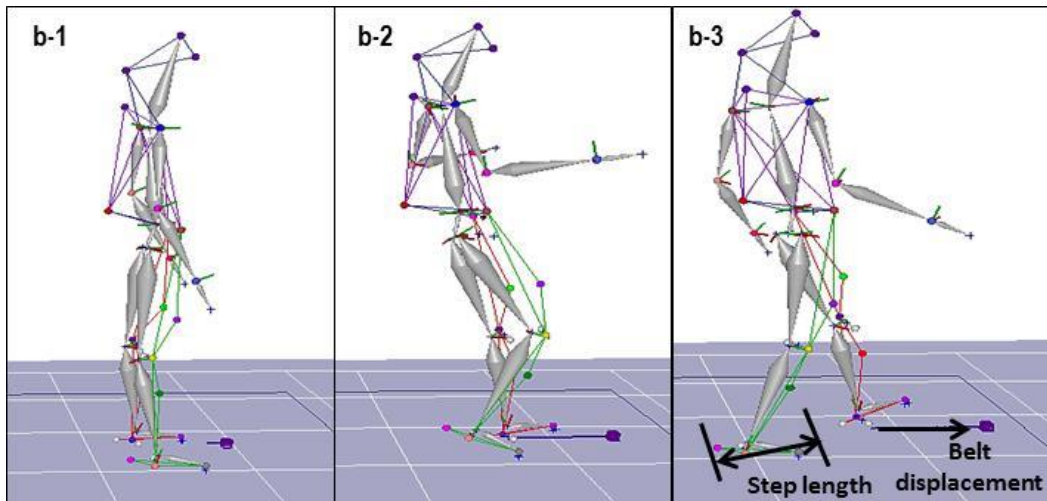 b-1
b-2
b-3
Step length
Belt
displacement